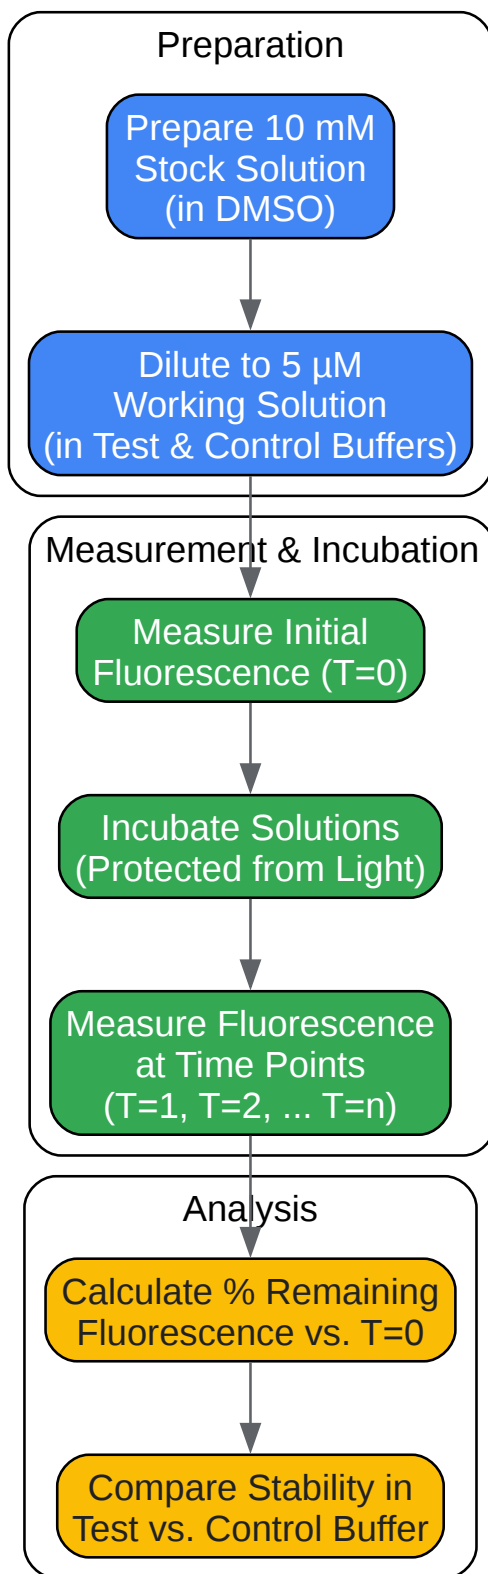 Preparation
Prepare 10 mM
Stock Solution
(in DMSO)
Dilute to 5 µM
Working Solution
(in Test & Control Buffers)
Measurement & Incubation
Measure Initial
Fluorescence (T=0)
Incubate Solutions
(Protected from Light)
Measure Fluorescence
at Time Points
(T=1, T=2, ... T=n)
Analysis
Calculate % Remaining
Fluorescence vs. T=0
Compare Stability in
Test vs. Control Buffer